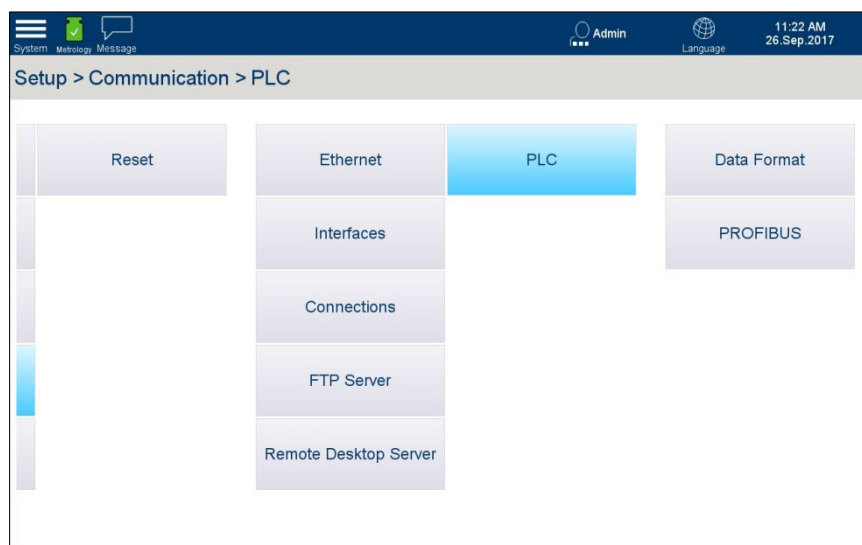 System Metrology Message Admin Language 11:22 AM
26.Sep.2017
Setup > Communication > PLC
Reset Ethernet PLC Data Format
Interfaces PROFIBUS
Connections
FTP Server
Remote Desktop Server